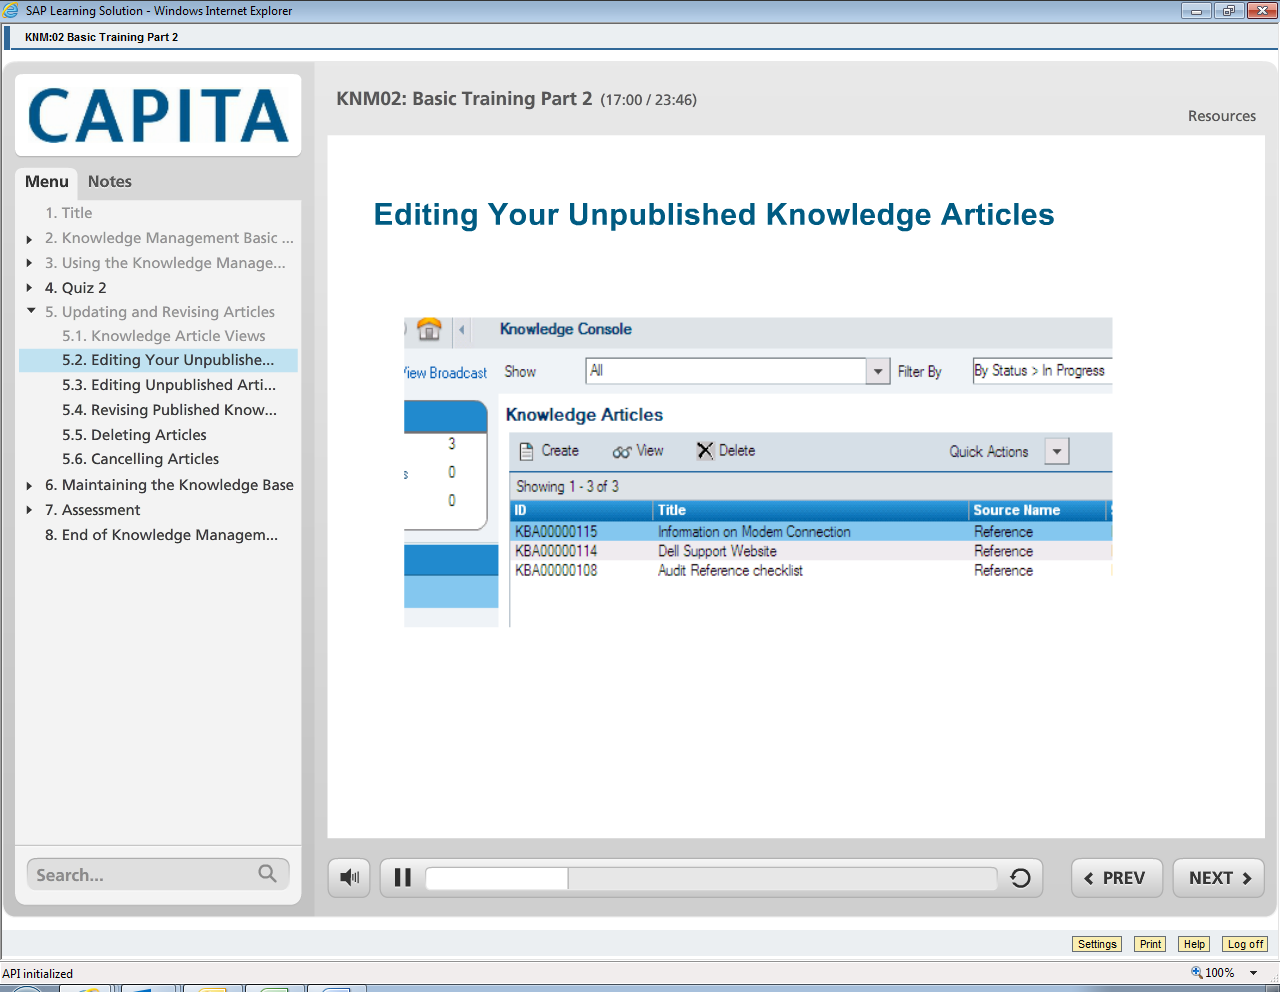 SAP Learning Solution - Windows Internet Explorer
KNM:02 Basic Training Part 2
CAPITA
KNM02: Basic Training Part 2 (17:00 / 23:46)
Resources
Menu Notes
1. Title
2. Knowledge Management Basic ...
3. Using the Knowledge Manage...
4. Quiz 2
5. Updating and Revising Articles
5.1. Knowledge Article Views
5.2. Editing Your Unpublishe...
5.3. Editing Unpublished Arti...
5.4. Revising Published Know...
5.5. Deleting Articles
5.6. Cancelling Articles
6. Maintaining the Knowledge Base
7. Assessment
8. End of Knowledge Managem...
Search...
Editing Your Unpublished Knowledge Articles
Knowledge Console
View Broadcast Show All Filter By By Status > In Progress
Knowledge Articles
3
s 0
0
Create View Delete Quick Actions
Showing 1 - 3 of 3
ID Title Source Name
KBA00000115 Information on Modem Connection Reference
KBA00000114 Dell Support Website Reference
KBA00000108 Audit Reference checklist Reference
PREV NEXT
Settings Print Help Log off
API initialized 100%